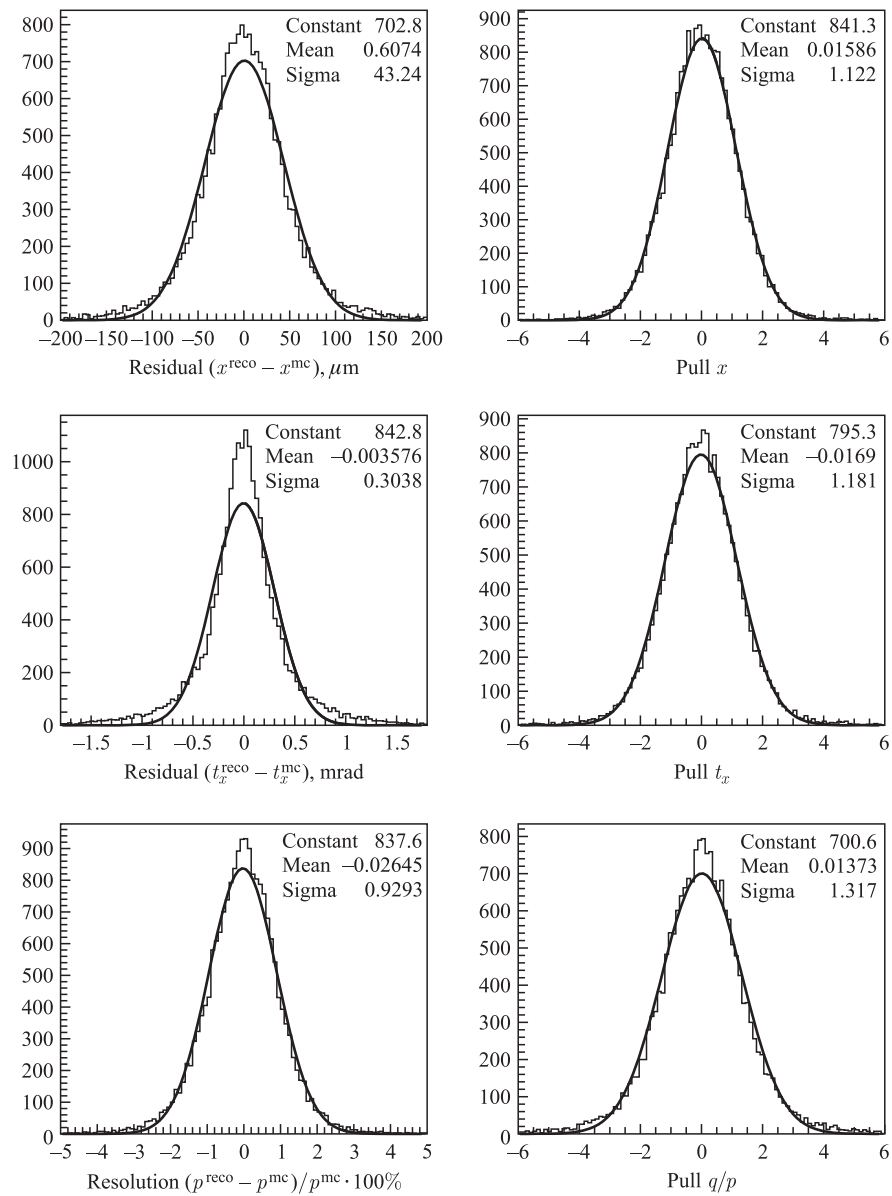 800
700
600
500
400
300
200
100
0
Constant 702.8
Mean 0.6074
Sigma 43.24
–200 –150 –100 –50 0 50 100 150 200
Residual (x^reco – x^mc), μm
900
800
700
600
500
400
300
200
100
0
Constant 841.3
Mean 0.01586
Sigma 1.122
–6 –4 –2 0 2 4 6
Pull x
1000
800
600
400
200
0
Constant 842.8
Mean –0.003576
Sigma 0.3038
–1.5 –1 –0.5 0 0.5 1 1.5
Residual (t_x^reco – t_x^mc), mrad
900
800
700
600
500
400
300
200
100
0
Constant 795.3
Mean –0.0169
Sigma 1.181
–6 –4 –2 0 2 4 6
Pull t_x
900
800
700
600
500
400
300
200
100
0
Constant 837.6
Mean –0.02645
Sigma 0.9293
–5 –4 –3 –2 –1 0 1 2 3 4 5
Resolution (p^reco – p^mc)/p^mc · 100%
800
700
600
500
400
300
200
100
0
Constant 700.6
Mean 0.01373
Sigma 1.317
–6 –4 –2 0 2 4 6
Pull q/p